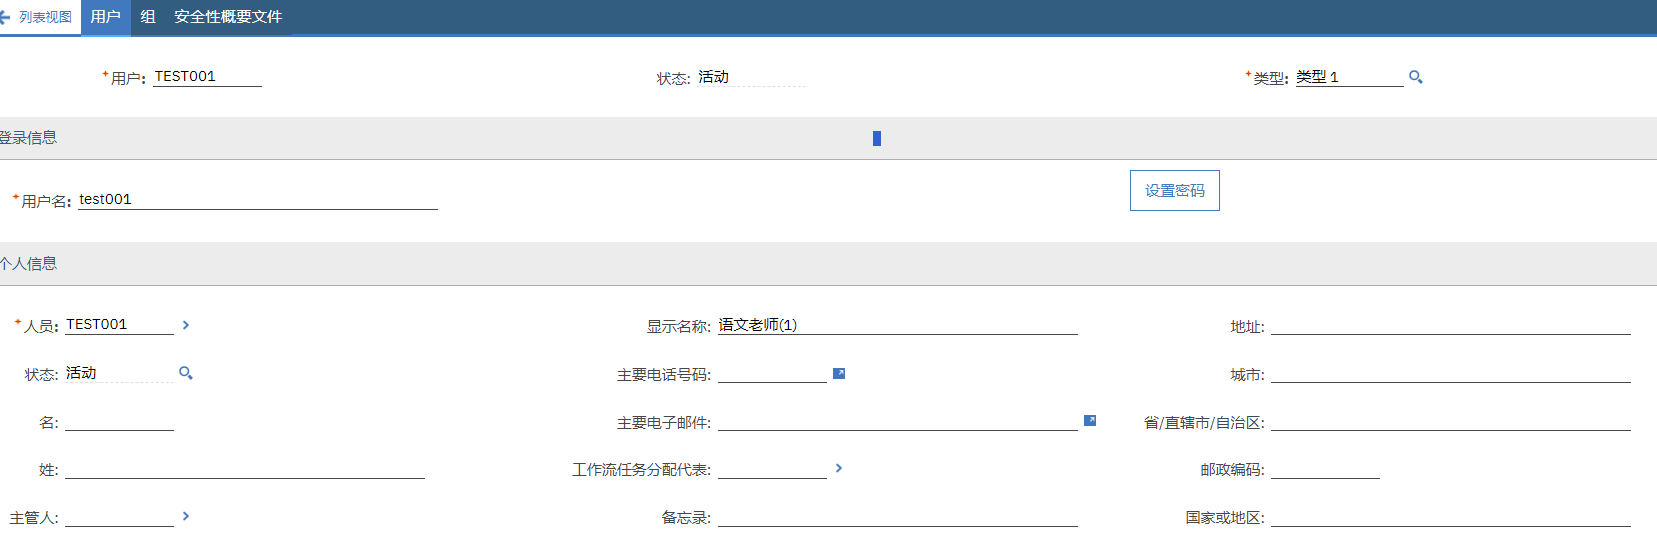 列表视图 用户 组 安全性概要文件
*用户: TEST001 状态: 活动 *类型: 类型 1
登录信息
*用户名: test001 设置密码
个人信息
*人员: TEST001 显示名称: 语文老师(1) 地址:
状态: 活动 主要电话号码: 城市:
名: 主要电子邮件: 省/直辖市/自治区:
姓: 工作流任务分配代表: 邮政编码:
主管人: 备忘录: 国家或地区: